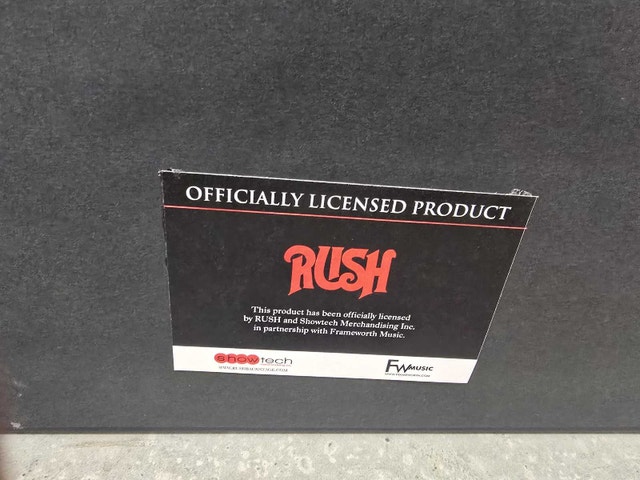 OFFICIALLY LICENSED PRODUCT
RUSH
This product has been officially licensed
by RUSH and Showtech Merchandising Inc.
in partnership with Frameworth Music.
showtech
FWMUSIC